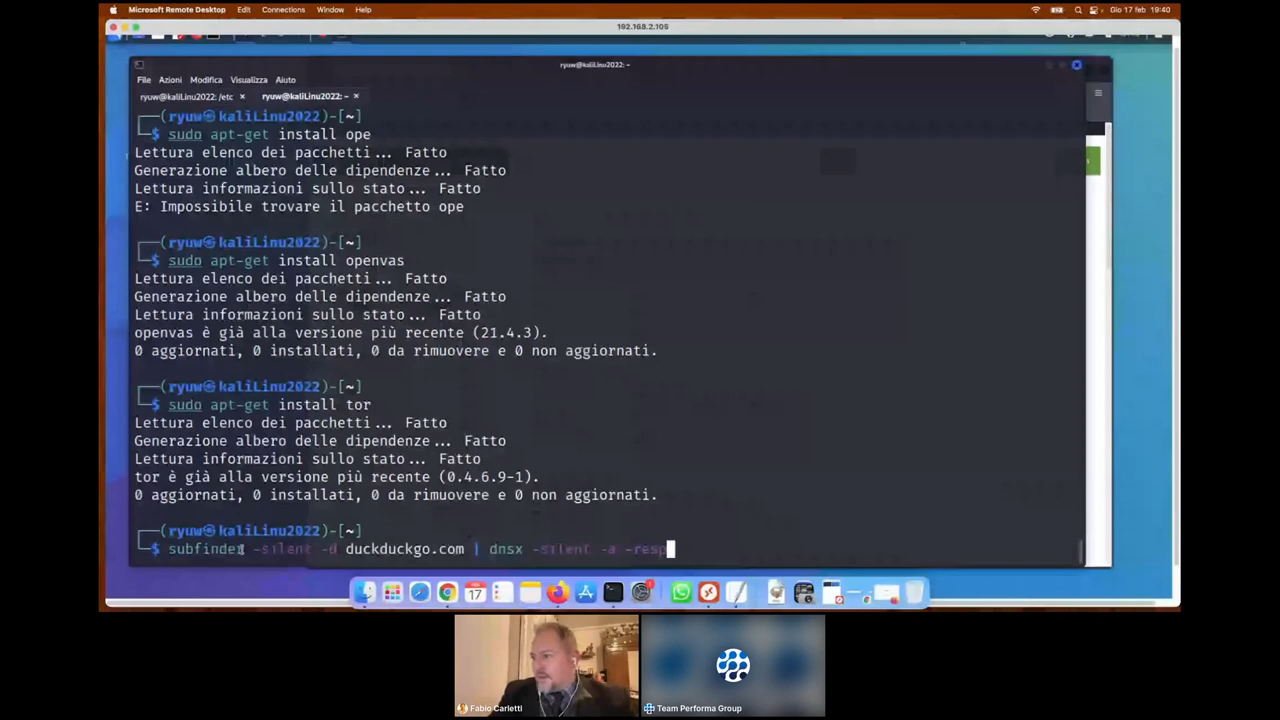 Microsoft Remote Desktop Edit Connections Window Help
Gio 17 feb 19:40
192.168.2.105
ryuw@kaliLinu2022: ~
File Azioni Modifica Visualizza Aiuto
ryuw@kaliLinu2022: /etc × ryuw@kaliLinu2022: ~ ×
┌──(ryuw㉿kaliLinu2022)-[~]
└─$ sudo apt-get install ope
Lettura elenco dei pacchetti... Fatto
Generazione albero delle dipendenze... Fatto
Lettura informazioni sullo stato... Fatto
E: Impossibile trovare il pacchetto ope
┌──(ryuw㉿kaliLinu2022)-[~]
└─$ sudo apt-get install openvas
Lettura elenco dei pacchetti... Fatto
Generazione albero delle dipendenze... Fatto
Lettura informazioni sullo stato... Fatto
openvas è già alla versione più recente (21.4.3).
0 aggiornati, 0 installati, 0 da rimuovere e 0 non aggiornati.
┌──(ryuw㉿kaliLinu2022)-[~]
└─$ sudo apt-get install tor
Lettura elenco dei pacchetti... Fatto
Generazione albero delle dipendenze... Fatto
Lettura informazioni sullo stato... Fatto
tor è già alla versione più recente (0.4.6.9-1).
0 aggiornati, 0 installati, 0 da rimuovere e 0 non aggiornati.
┌──(ryuw㉿kaliLinu2022)-[~]
└─$ subfinder -silent -d duckduckgo.com | dnsx -silent -a -resp
FEB
17
Fabio Carletti
Team Performa Group